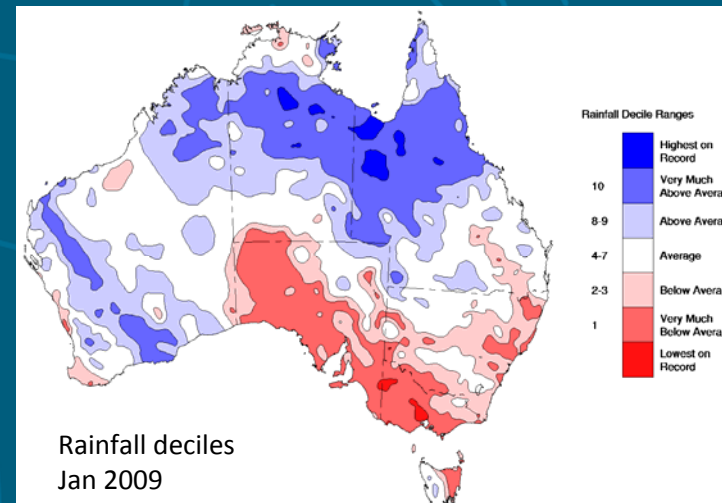 Rainfall Decile Ranges
Highest on
Record
10
Very Much
Above Avera
8-9
Above Avera
4-7
Average
2-3
Below Avera
1
Very Much
Below Avera
Lowest on
Record
Rainfall deciles
Jan 2009